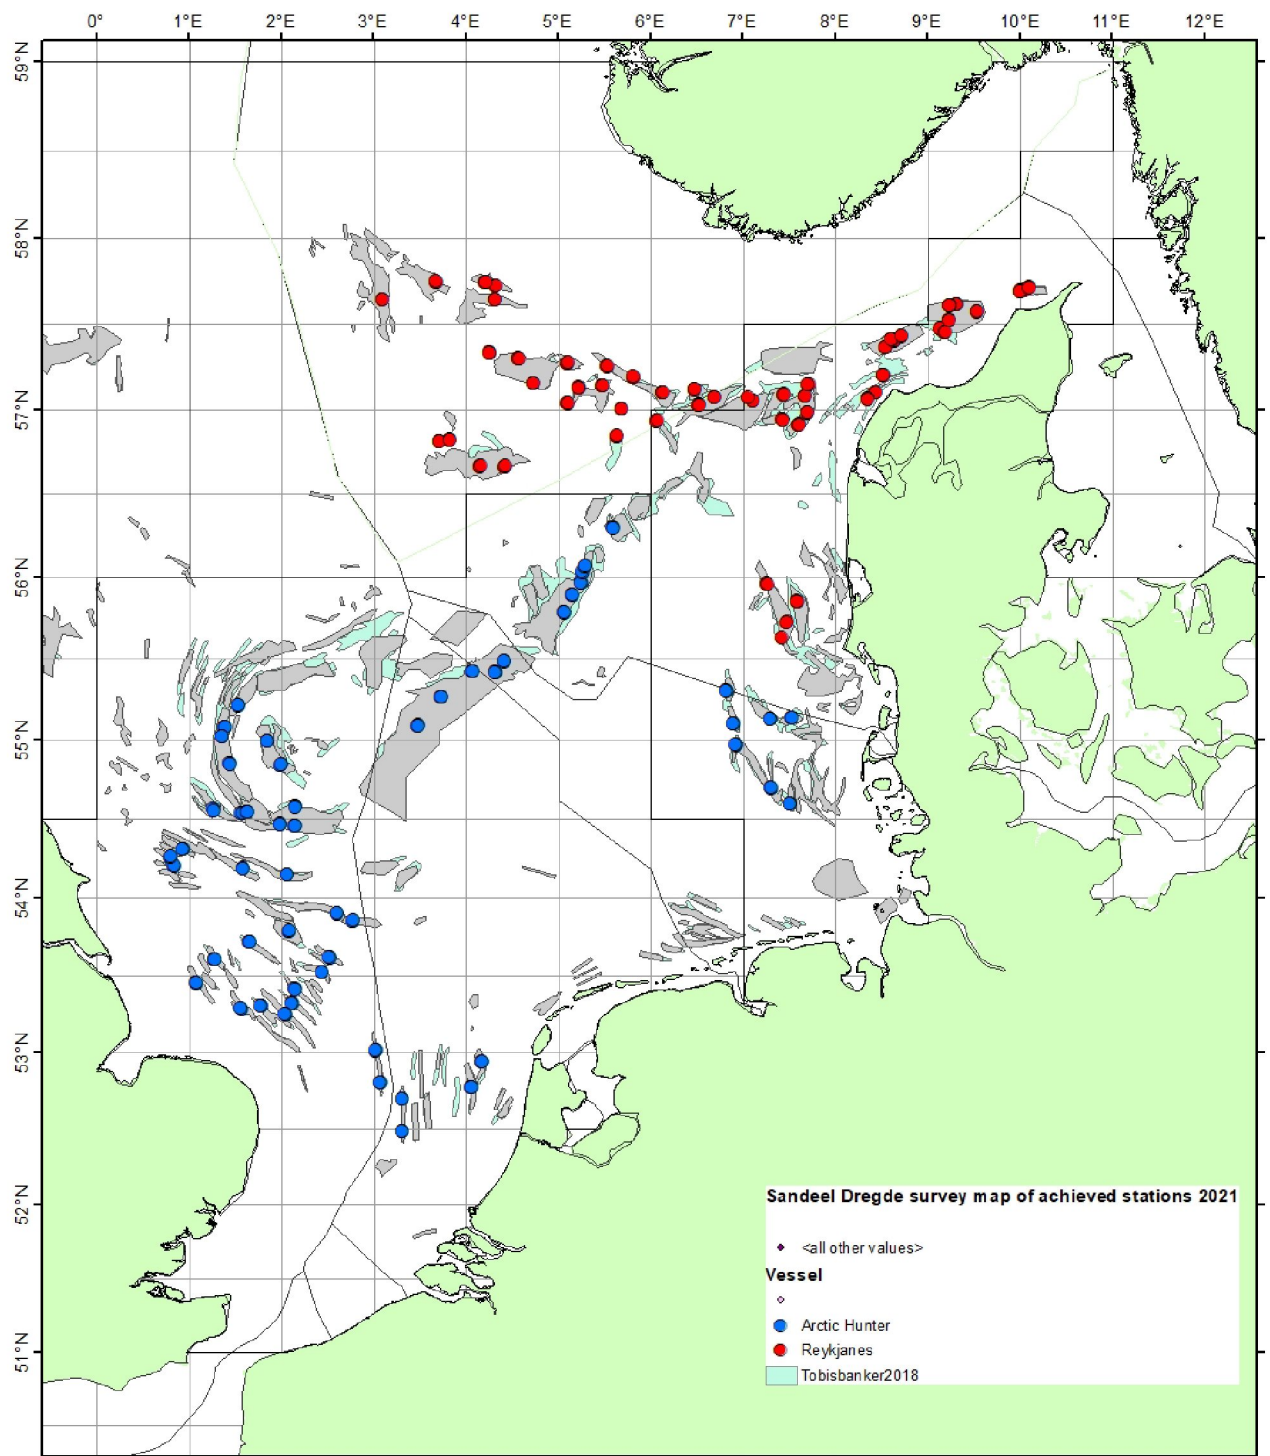 0° 1°E 2°E 3°E 4°E 5°E 6°E 7°E 8°E 9°E 10°E 11°E 12°E
59°N
58°N
57°N
56°N
55°N
54°N
53°N
52°N
51°N
Sandeel Dregde survey map of achieved stations 2021
<all other values>
Vessel
Arctic Hunter
Reykjanes
Tobisbanker2018